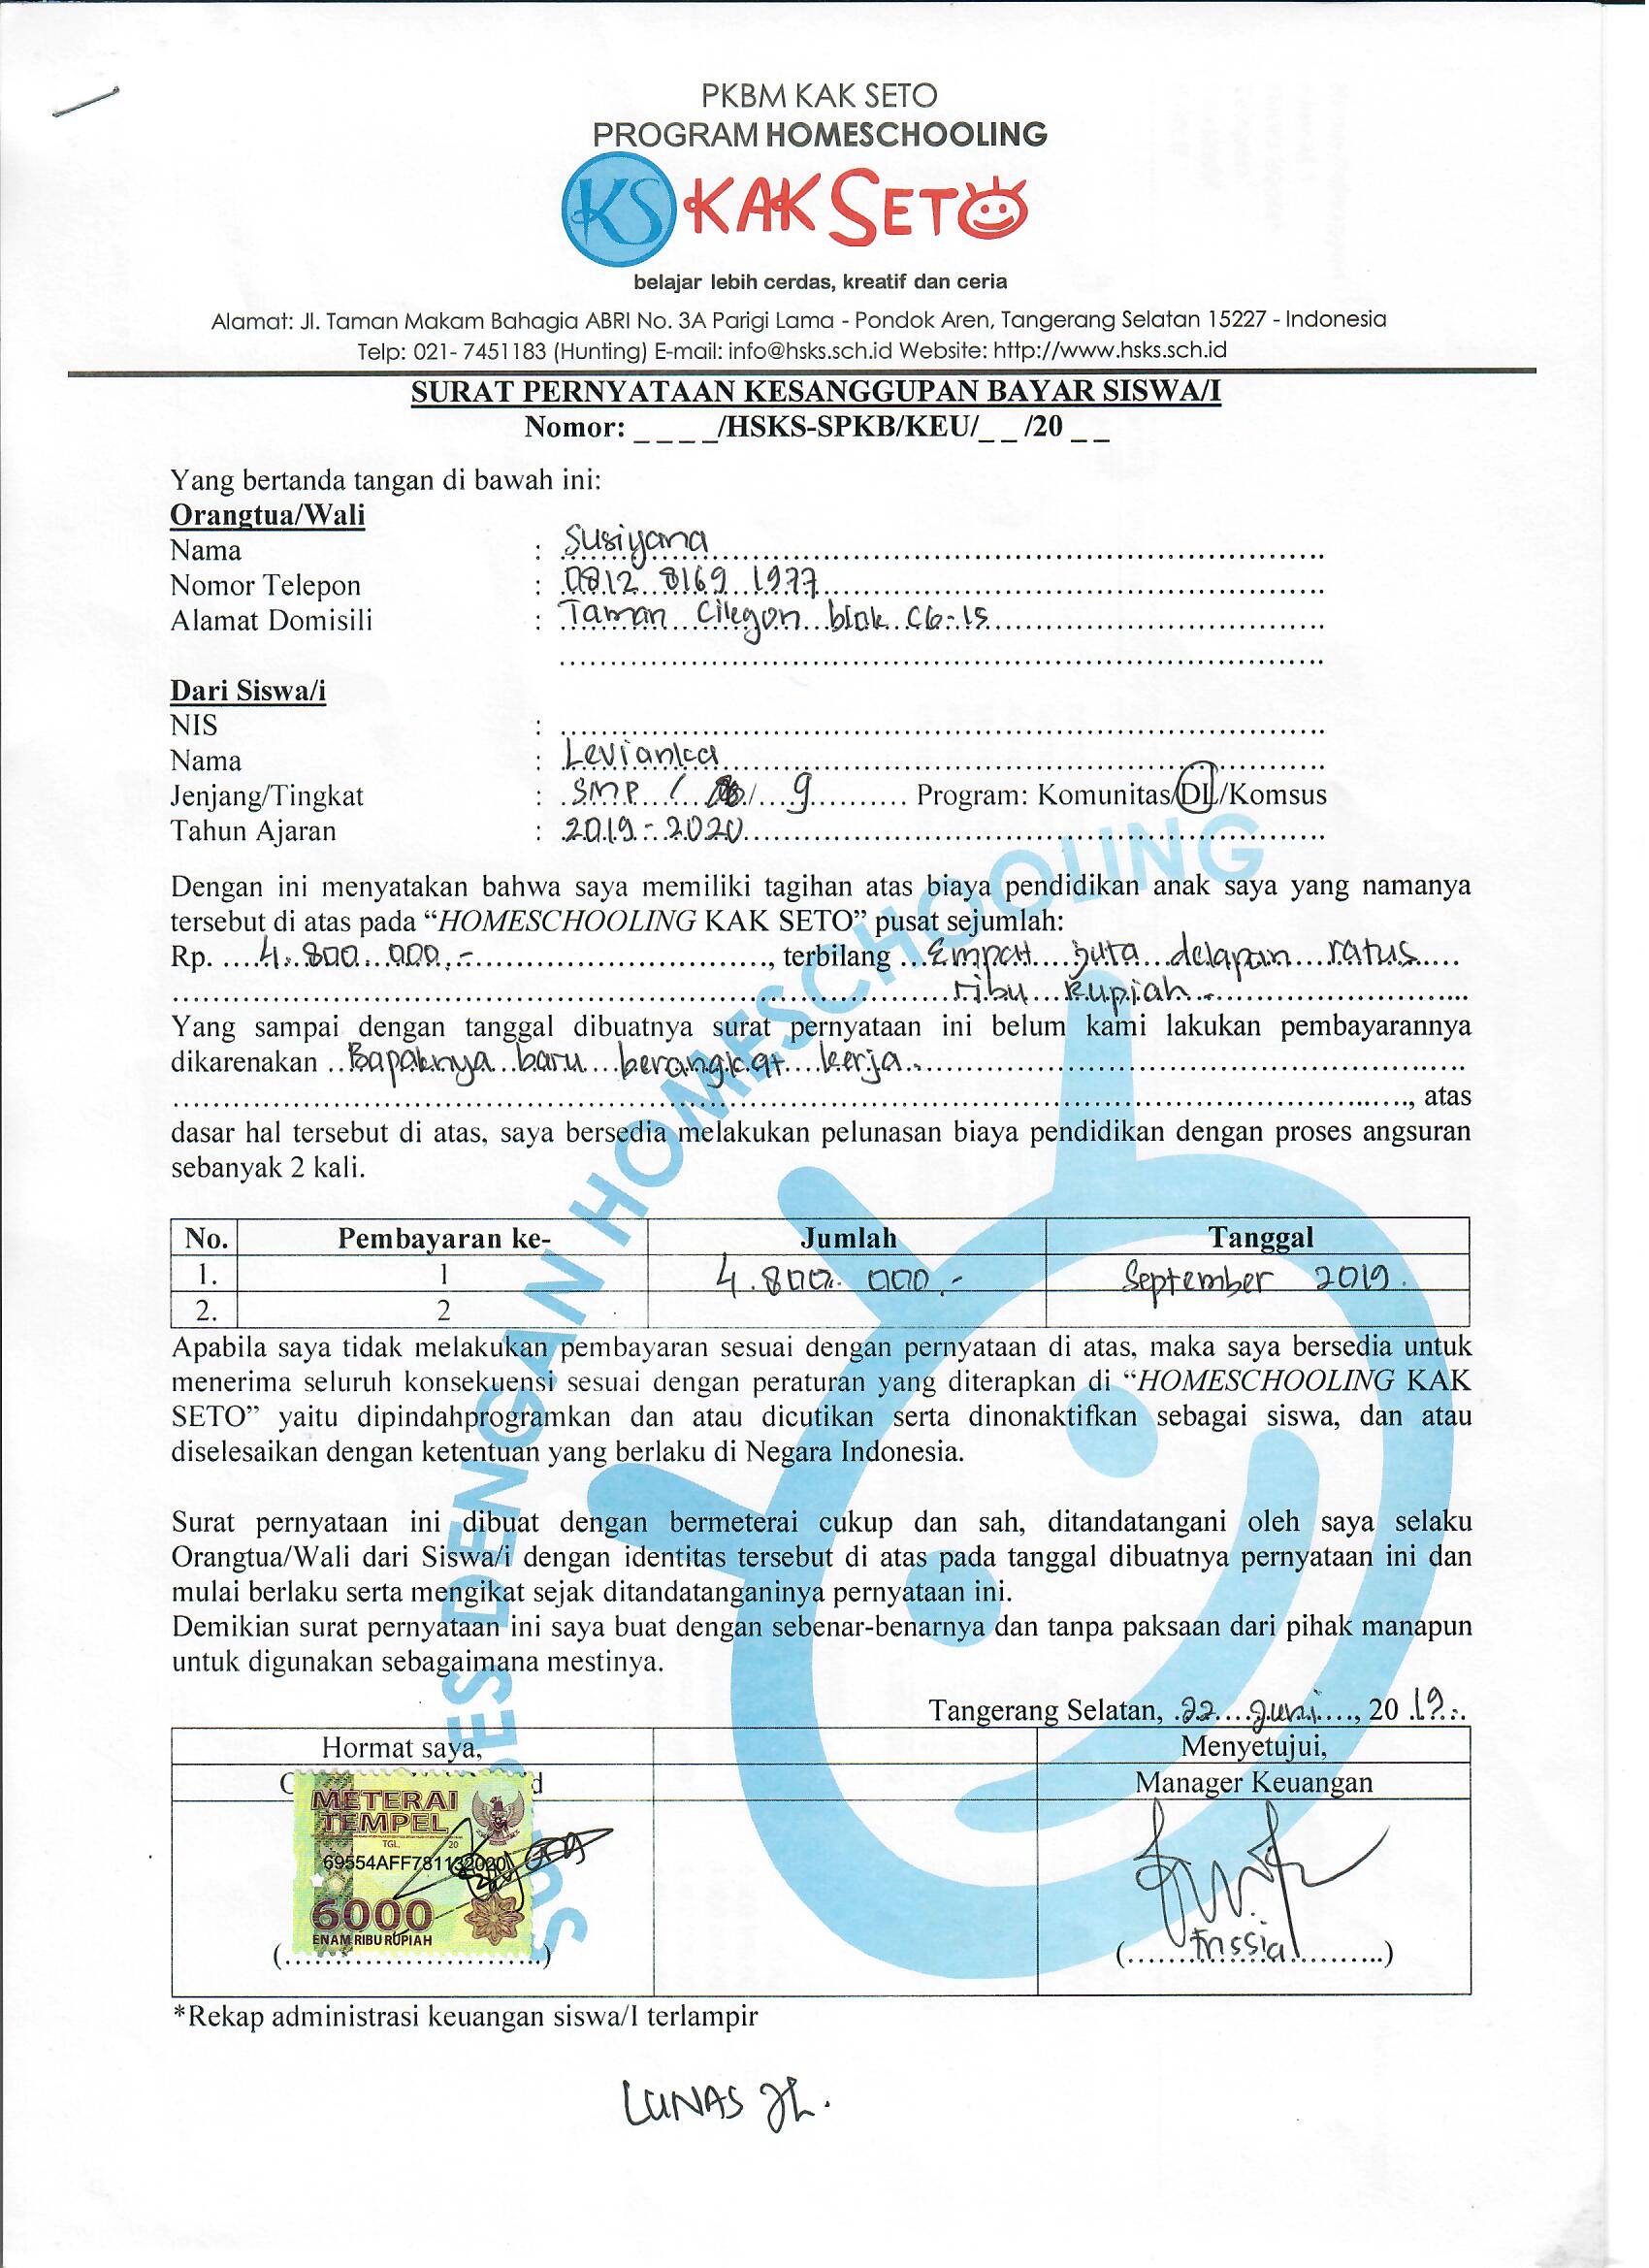 PKBM KAK SETO
PROGRAM HOMESCHOOLING
KS KAK SETO
belajar lebih cerdas, kreatif dan ceria
Alamat: Jl. Taman Makam Bahagia ABRI No. 3A Parigi Lama - Pondok Aren, Tangerang Selatan 15227 - Indonesia
Telp: 021- 7451183 (Hunting) E-mail: info@hsks.sch.id Website: http://www.hsks.sch.id
SURAT PERNYATAAN KESANGGUPAN BAYAR SISWA/I
Nomor: _ _ _ _/HSKS-SPKB/KEU/_ _ /20 _ _
Yang bertanda tangan di bawah ini:
Orangtua/Wali
Nama : Susiyana
Nomor Telepon : 0812 8169 1977
Alamat Domisili : Taman Cilegon blok C6-15
Dari Siswa/i
NIS :
Nama : Levianka
Jenjang/Tingkat : SMP / / 9 Program: Komunitas/DL/Komsus
Tahun Ajaran : 2019-2020
Dengan ini menyatakan bahwa saya memiliki tagihan atas biaya pendidikan anak saya yang namanya
tersebut di atas pada “HOMESCHOOLING KAK SETO” pusat sejumlah:
Rp. 4.800.000,- , terbilang Empat juta delapan ratus
ribu Rupiah.
Yang sampai dengan tanggal dibuatnya surat pernyataan ini belum kami lakukan pembayarannya
dikarenakan Bapaknya baru berangkat kerja.
, atas
dasar hal tersebut di atas, saya bersedia melakukan pelunasan biaya pendidikan dengan proses angsuran
sebanyak 2 kali.
No. Pembayaran ke- Jumlah Tanggal
1. 1 4.800.000,- September 2019.
2. 2
Apabila saya tidak melakukan pembayaran sesuai dengan pernyataan di atas, maka saya bersedia untuk
menerima seluruh konsekuensi sesuai dengan peraturan yang diterapkan di “HOMESCHOOLING KAK
SETO” yaitu dipindahprogramkan dan atau dicutikan serta dinonaktifkan sebagai siswa, dan atau
diselesaikan dengan ketentuan yang berlaku di Negara Indonesia.
Surat pernyataan ini dibuat dengan bermeterai cukup dan sah, ditandatangani oleh saya selaku
Orangtua/Wali dari Siswa/i dengan identitas tersebut di atas pada tanggal dibuatnya pernyataan ini dan
mulai berlaku serta mengikat sejak ditandatanganinya pernyataan ini.
Demikian surat pernyataan ini saya buat dengan sebenar-benarnya dan tanpa paksaan dari pihak manapun
untuk digunakan sebagaimana mestinya.
Tangerang Selatan, 22 Juni, 2019.
Hormat saya, Menyetujui,
Manager Keuangan
METERAI
TEMPEL
TGL. 20
69554AFF781132020
6000
ENAM RIBU RUPIAH
(..........................) (Frissia)
*Rekap administrasi keuangan siswa/I terlampir
LUNAS
DENGAN HOMESCHOOLING